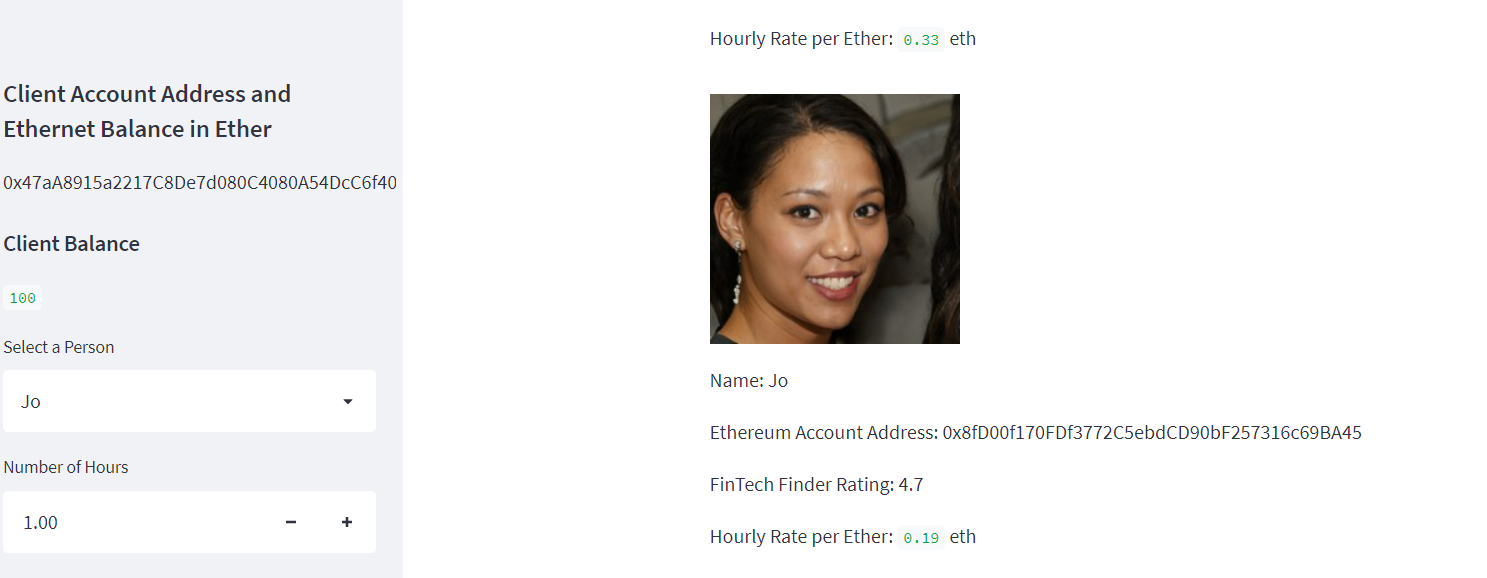 Client Account Address and
Ethernet Balance in Ether
0x47aA8915a2217C8De7d080C4080A54DcC6f40
Client Balance
100
Select a Person
Jo
Number of Hours
1.00
Hourly Rate per Ether: 0.33 eth
Name: Jo
Ethereum Account Address: 0x8fD00f170FDf3772C5ebdCD90bF257316c69BA45
FinTech Finder Rating: 4.7
Hourly Rate per Ether: 0.19 eth